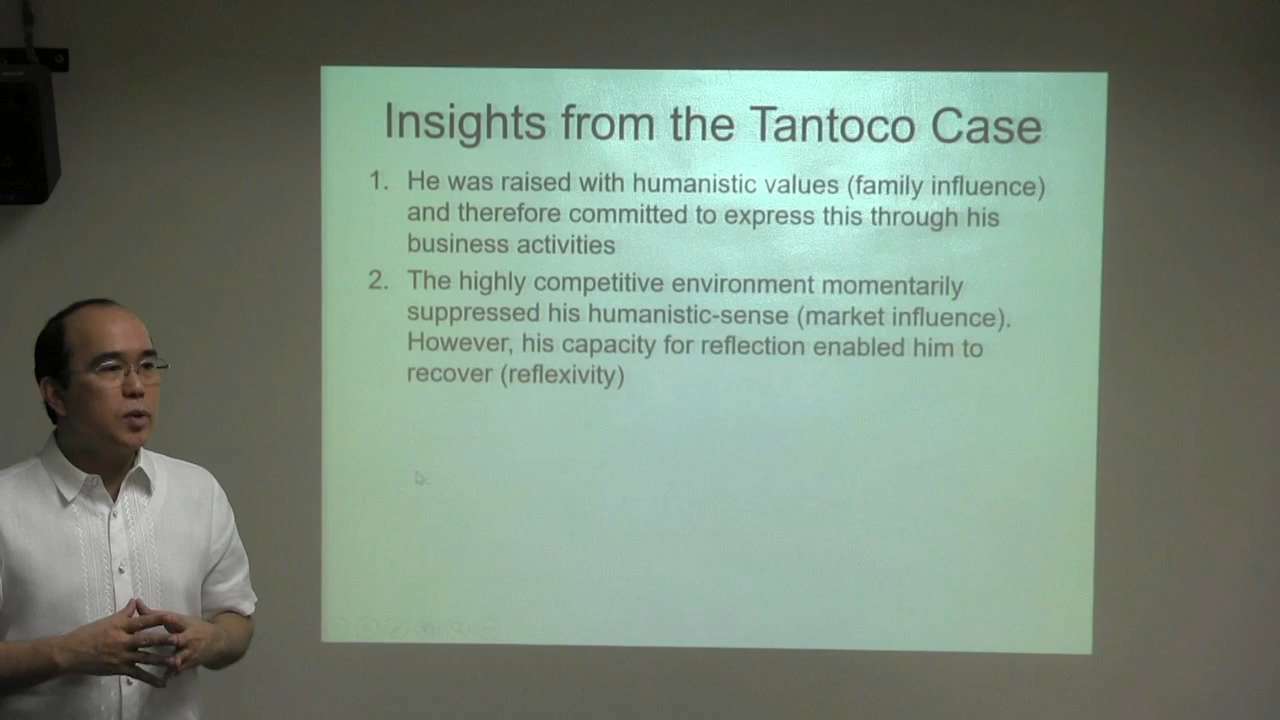 Insights from the Tantoco Case
1. He was raised with humanistic values (family influence)
and therefore committed to express this through his
business activities
2. The highly competitive environment momentarily
suppressed his humanistic-sense (market influence).
However, his capacity for reflection enabled him to
recover (reflexivity)